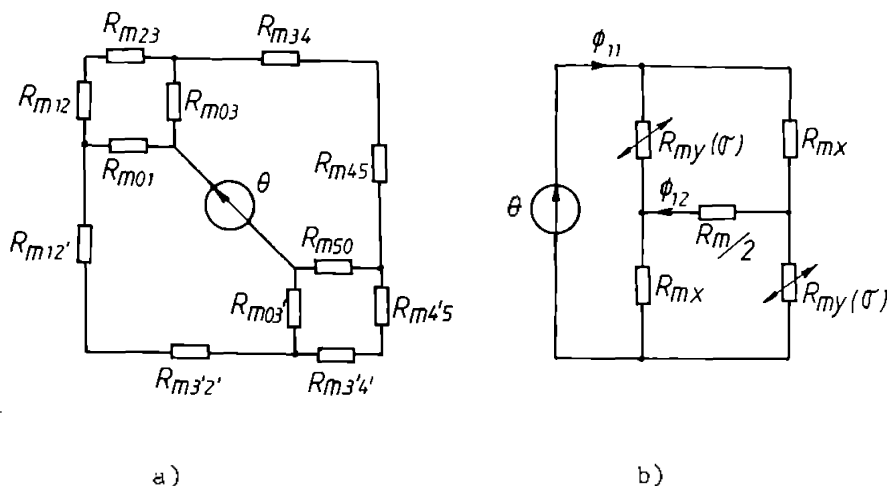 Rm23
Rm34
Rm12
Rm03
Rm01
Rm45
θ
Rm12'
Rm50
Rm03'
Rm4'5
Rm3'2'
Rm3'4'
a)
ϕ11
Rmy(σ)
Rmx
ϕ12
θ
Rm/2
Rmx
Rmy(σ)
b)